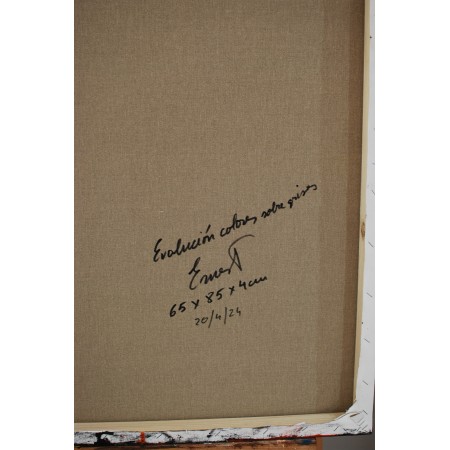 Evolución colores sobre grises
Ernest
65 x 85 x 4cm
20/4/24